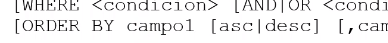 [WHERE <condicion> [AND|OR <condi
[ORDER BY campo1 [asc|desc] [,cam